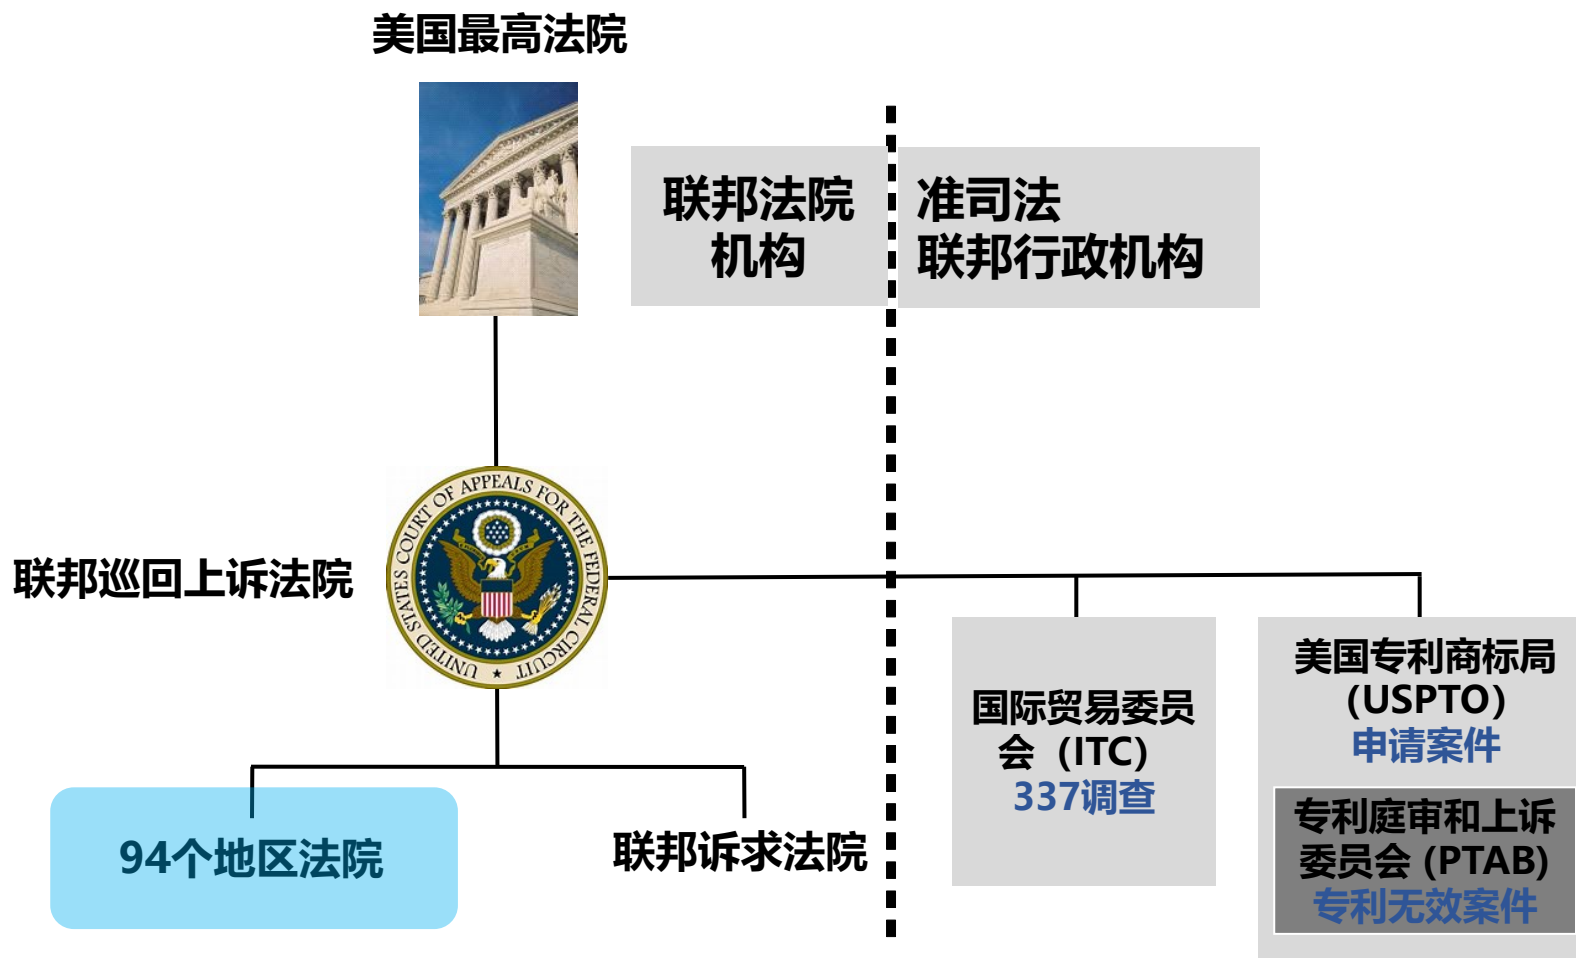 美国最高法院
联邦法院
机构
准司法
联邦行政机构
联邦巡回上诉法院
UNITED STATES COURT OF APPEALS FOR THE FEDERAL CIRCUIT
国际贸易委员
会（ITC）
337调查
美国专利商标局
(USPTO)
申请案件
专利庭审和上诉
委员会 (PTAB)
专利无效案件
94个地区法院
联邦诉求法院